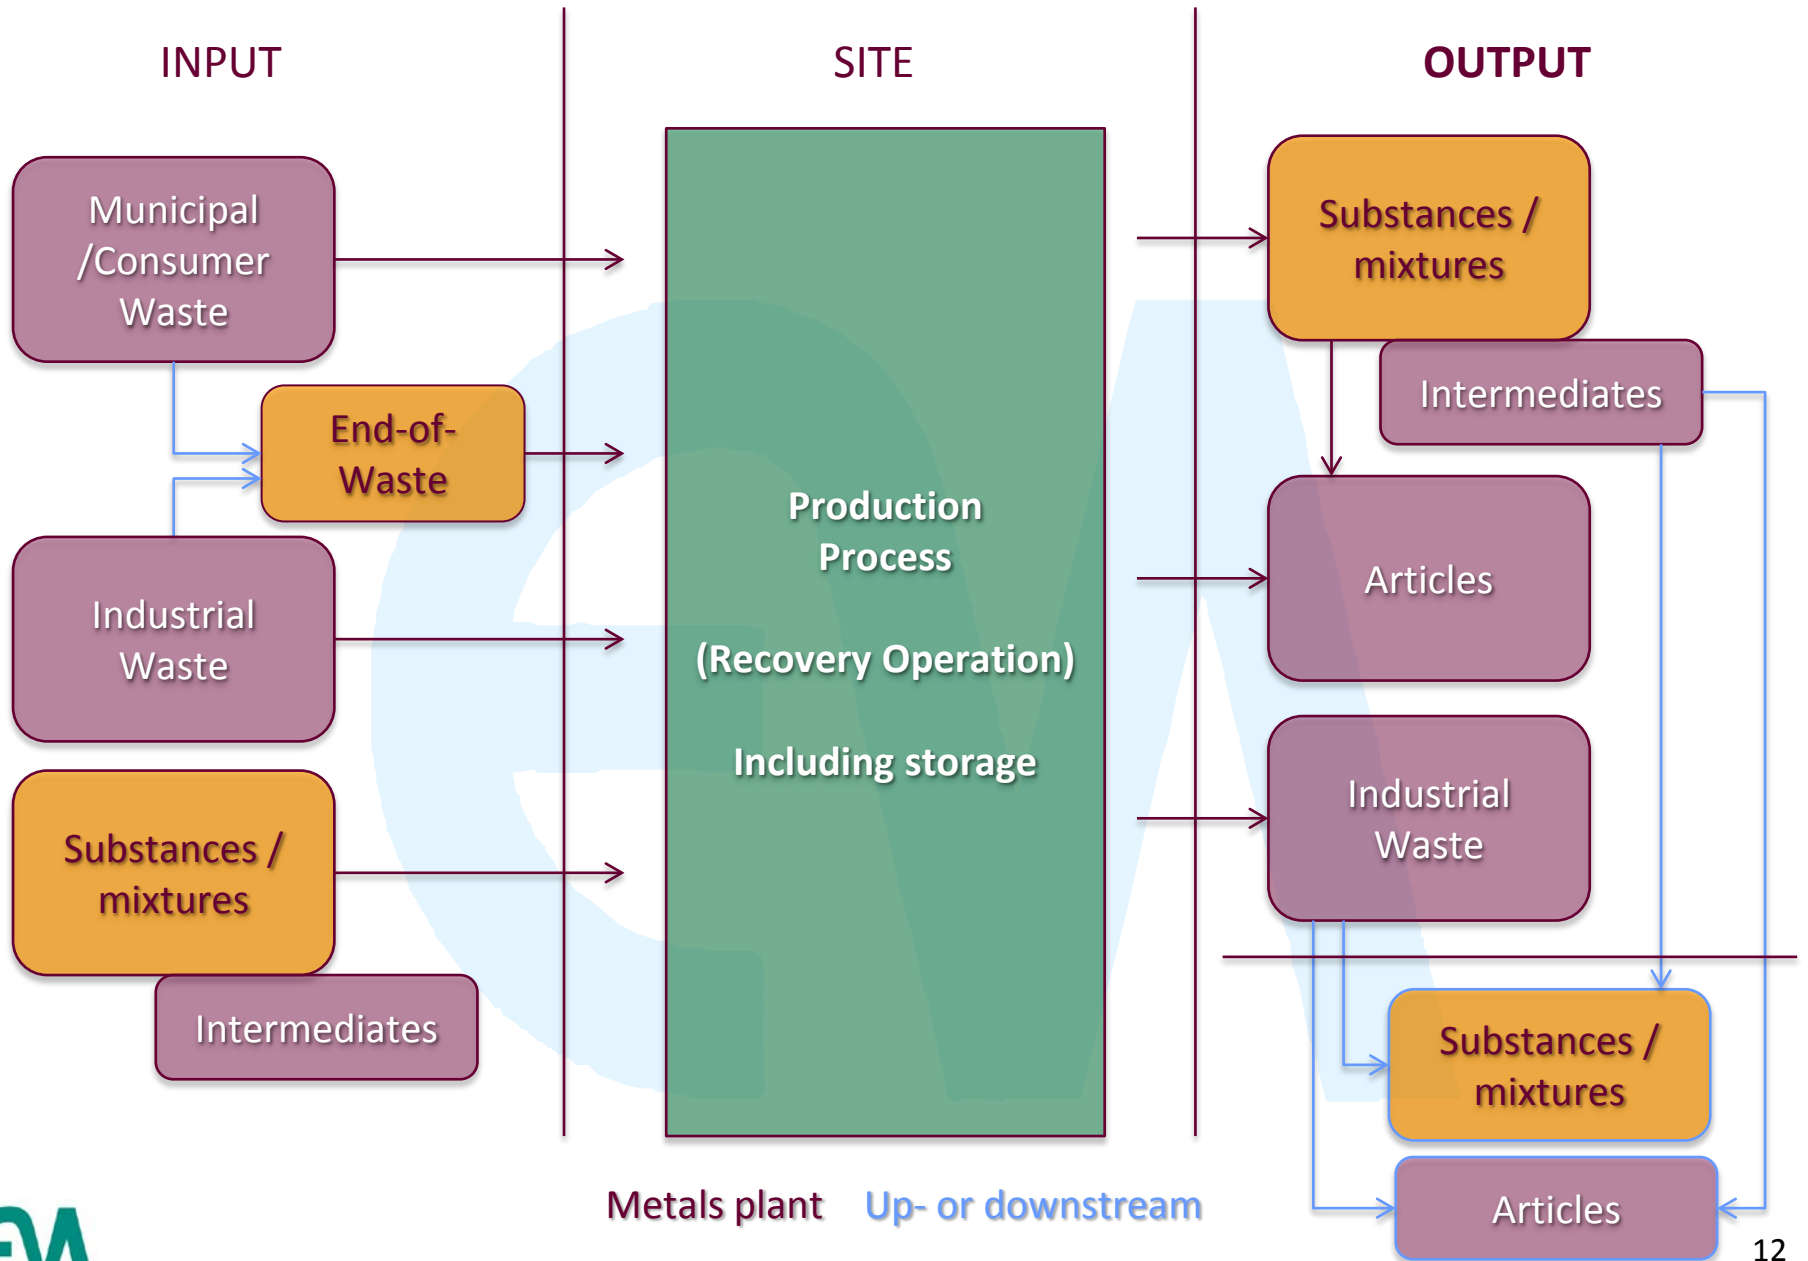 INPUT
SITE
OUTPUT
Municipal
/Consumer
Waste
End-of-
Waste
Industrial
Waste
Substances /
mixtures
Intermediates
Production
Process
(Recovery Operation)
Including storage
Substances /
mixtures
Intermediates
Articles
Industrial
Waste
Substances /
mixtures
Articles
Metals plant Up- or downstream
12